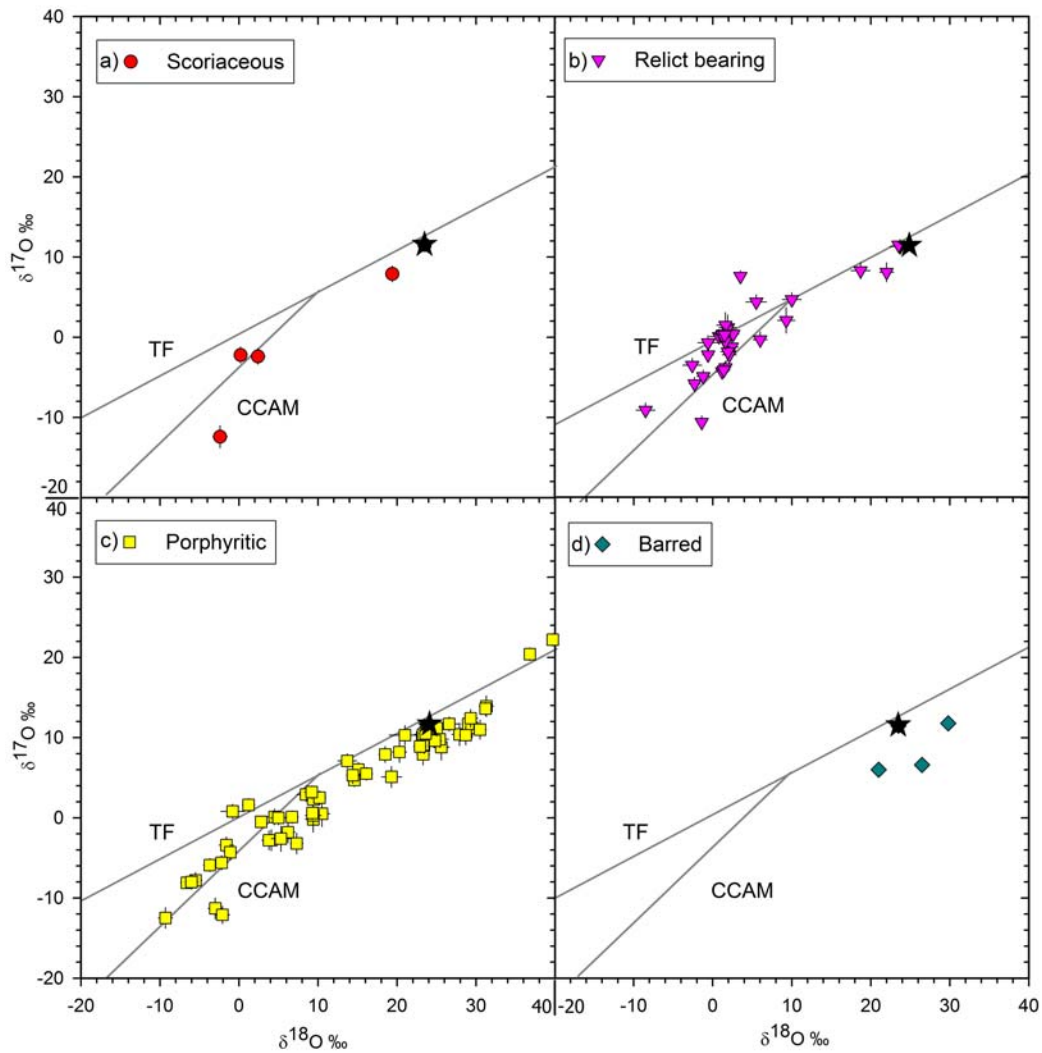 a) Scoriaceous
b) Relict bearing
40
30
20
10
0
-10
-20
δ17O ‰
TF
CCAM
TF
CCAM
c) Porphyritic
d) Barred
40
30
20
10
0
-10
-20
δ17O ‰
TF
CCAM
TF
CCAM
-20 -10 0 10 20 30 40 -20 -10 0 10 20 30 40
δ18O ‰ δ18O ‰